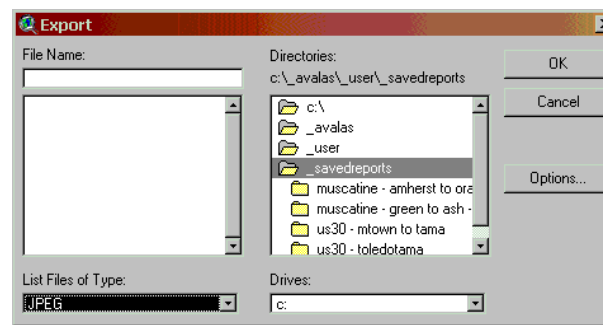 Export
File Name:
Directories:
c:\_avalas\_user\_savedreports
c:\
_avalas
_user
_savedreports
muscatine - amherst to ora
muscatine - green to ash -
us30 - mtown to tama
us30 - toledotama
List Files of Type:
JPEG
Drives:
c:
OK
Cancel
Options...